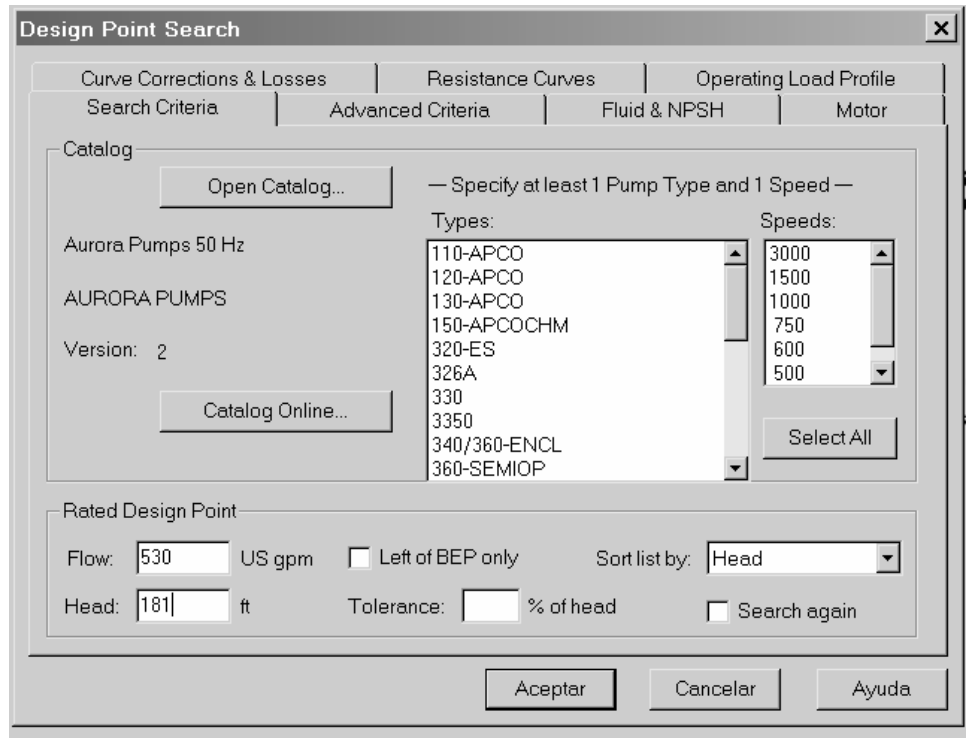 Design Point Search
Curve Corrections & Losses
Resistance Curves
Operating Load Profile
Search Criteria
Advanced Criteria
Fluid & NPSH
Motor
Catalog
Open Catalog...
— Specify at least 1 Pump Type and 1 Speed —
Types:
Speeds:
Aurora Pumps 50 Hz
AURORA PUMPS
Version: 2
Catalog Online...
110-APCO
120-APCO
130-APCO
150-APCOCHM
320-ES
326A
330
3350
340/360-ENCL
360-SEMIOP
3000
1500
1000
750
600
500
Select All
Rated Design Point
Flow: 530 US gpm
Left of BEP only
Sort list by: Head
Head: 181 ft
Tolerance: % of head
Search again
Aceptar
Cancelar
Ayuda